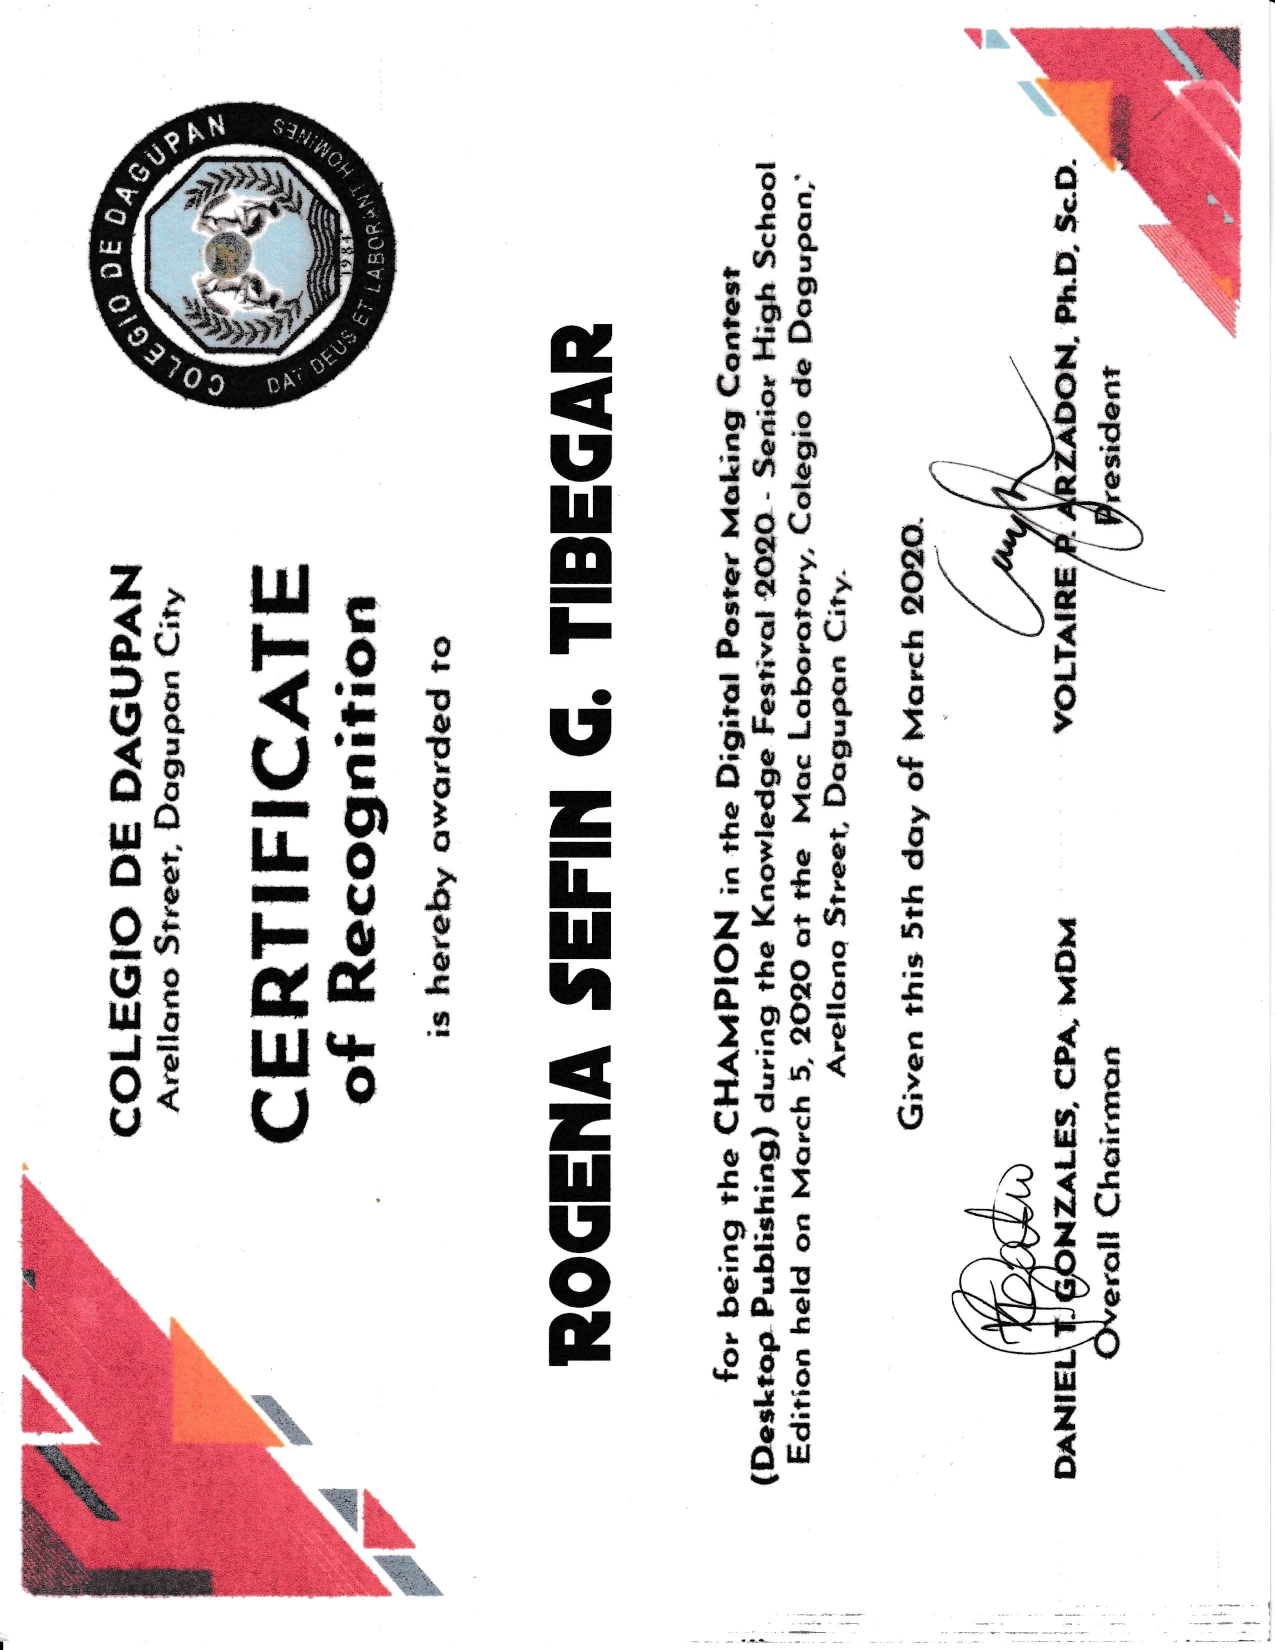 COLEGIO DE DAGUPAN
Arellano Street, Dagupan City
CERTIFICATE
of Recognition
is hereby awarded to
ROGENA SEFIN G. TIBEGAR
for being the CHAMPION in the Digital Poster Making Contest
(Desktop Publishing) during the Knowledge Festival 2020 - Senior High School
Edition held on March 5, 2020 at the Mac Laboratory, Colegio de Dagupan,
Arellano Street, Dagupan City.
Given this 5th day of March 2020.
DANIEL T. GONZALES, CPA, MDM
Overall Chairman
VOLTAIRE P. ARZADON, Ph.D, Sc.D.
President
COLEGIO DE DAGUPAN
1984
DAT DEUS ET LABORANT HOMINES